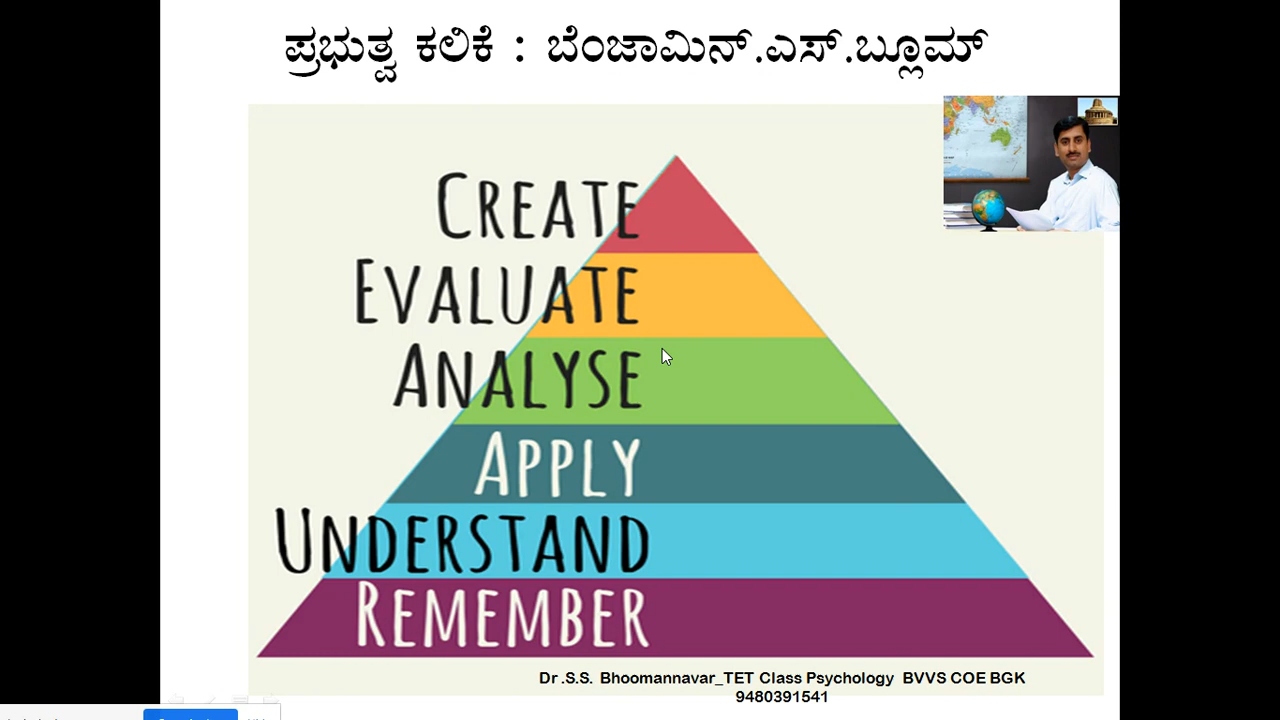 ಪ್ರಭುತ್ವ ಕಲಿಕೆ : ಬೆಂಜಾಮಿನ್.ಎಸ್.ಬ್ಲೂಮ್
CREATE
EVALUATE
ANALYSE
APPLY
UNDERSTAND
REMEMBER
Dr .S.S. Bhoomannavar_TET Class Psychology BVVS COE BGK
9480391541